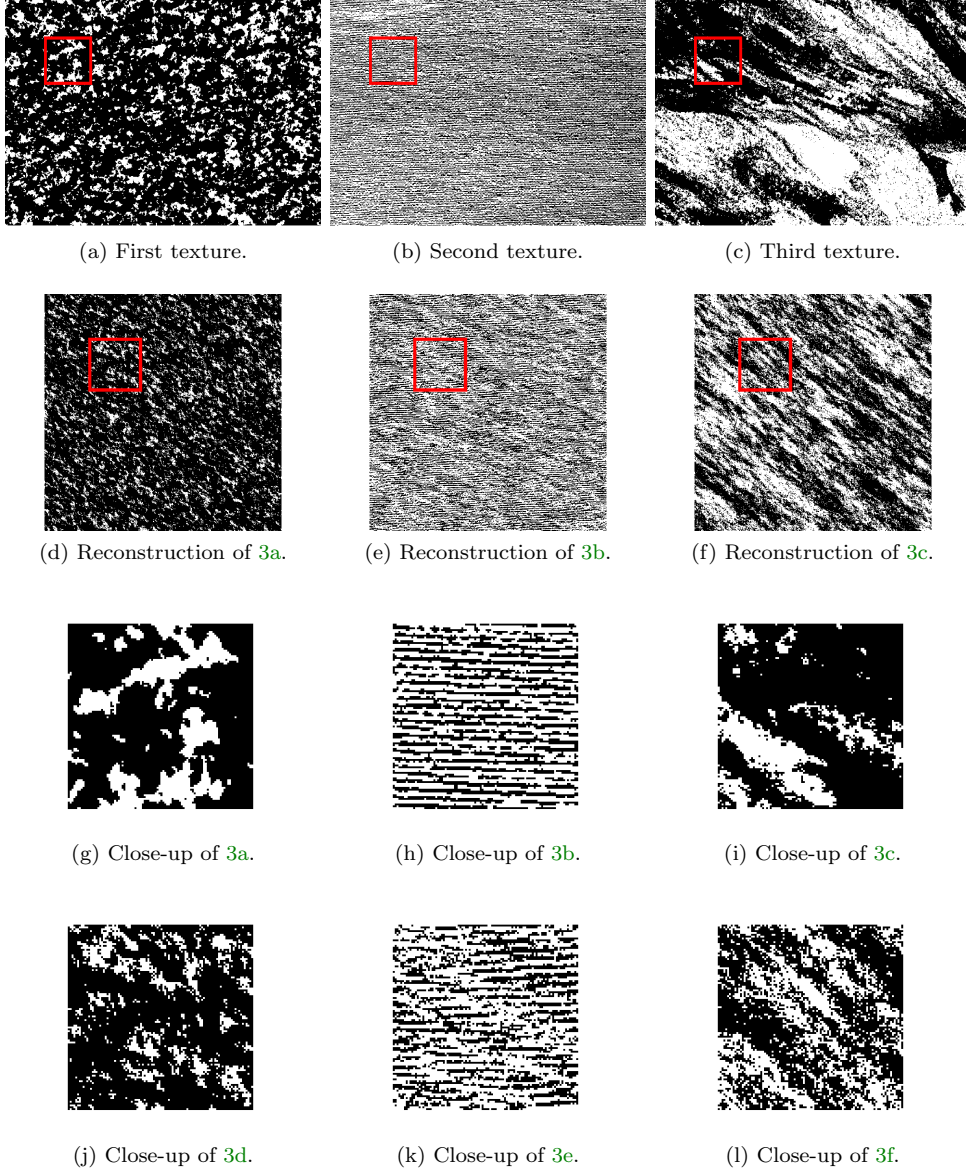 (a) First texture.
(b) Second texture.
(c) Third texture.
(d) Reconstruction of 3a.
(e) Reconstruction of 3b.
(f) Reconstruction of 3c.
(g) Close-up of 3a.
(h) Close-up of 3b.
(i) Close-up of 3c.
(j) Close-up of 3d.
(k) Close-up of 3e.
(l) Close-up of 3f.